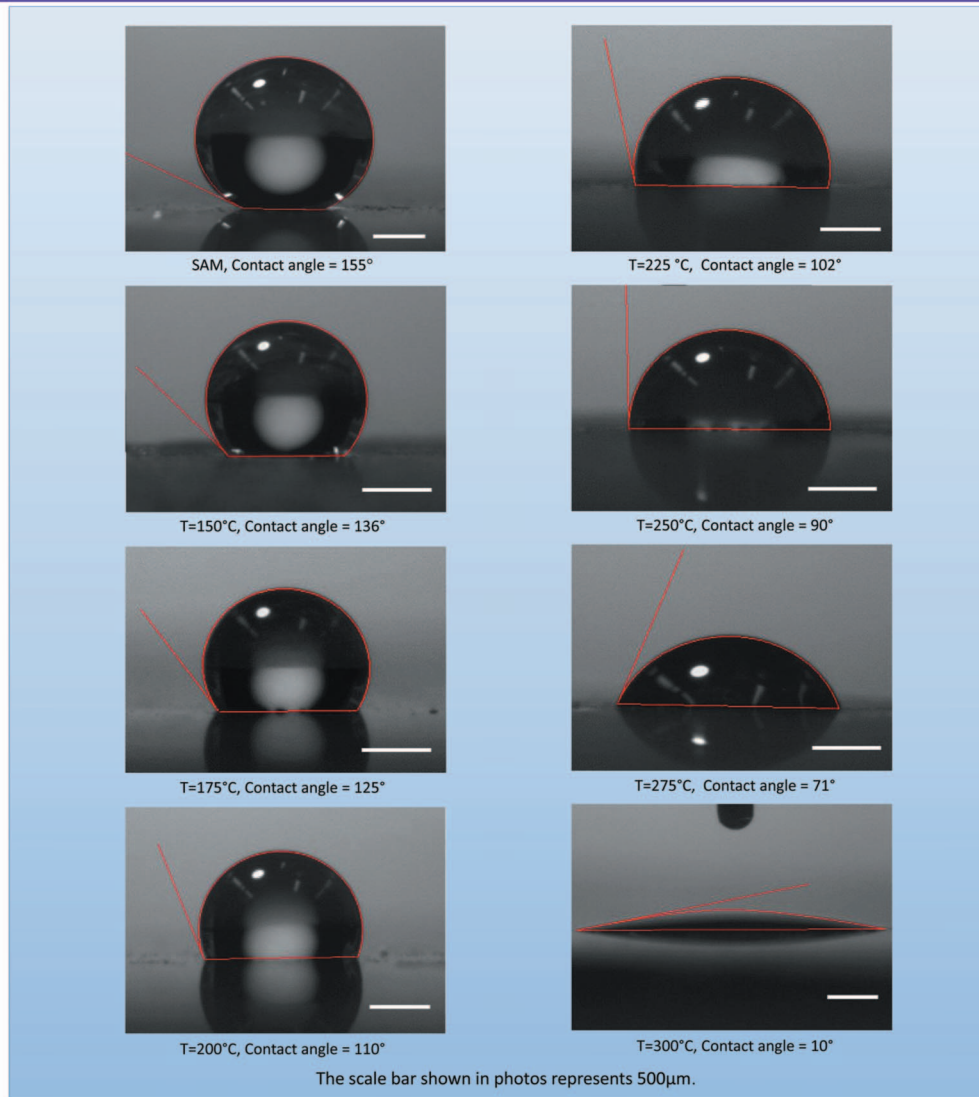 SAM, Contact angle = 155°
T=225 °C, Contact angle = 102°
T=150°C, Contact angle = 136°
T=250°C, Contact angle = 90°
T=175°C, Contact angle = 125°
T=275°C, Contact angle = 71°
T=200°C, Contact angle = 110°
T=300°C, Contact angle = 10°
The scale bar shown in photos represents 500μm.